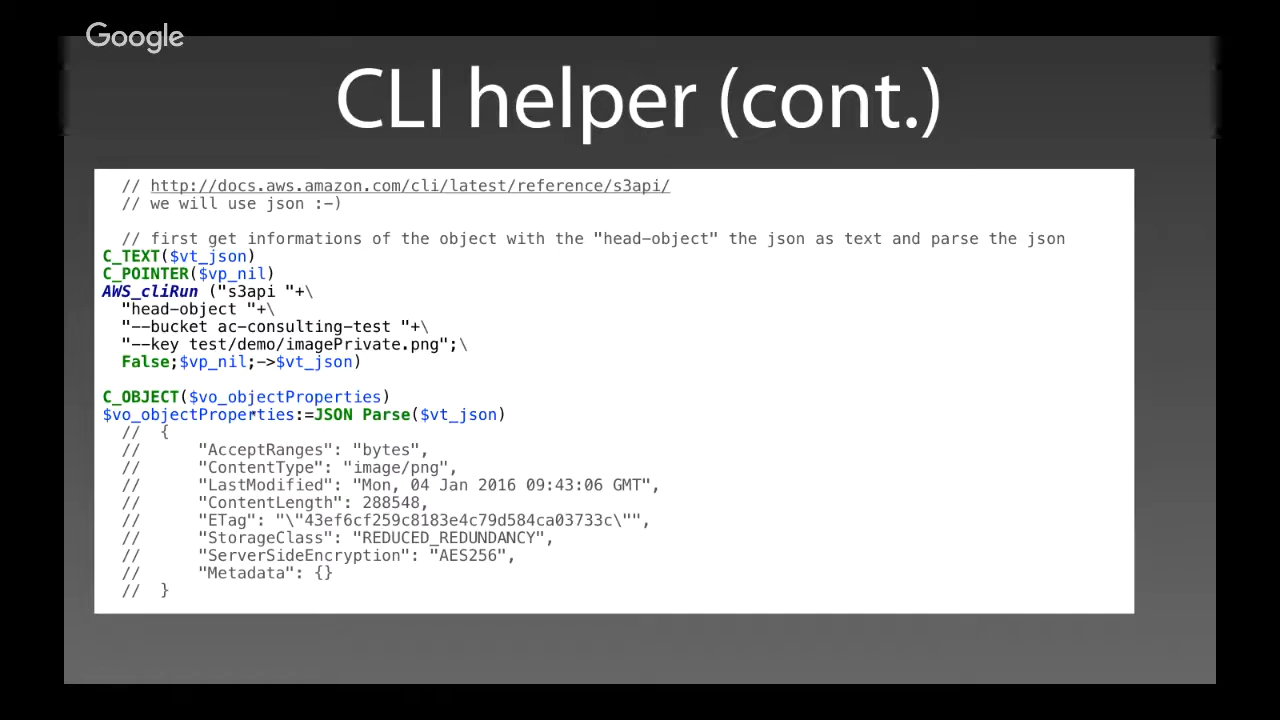 Google
CLI helper (cont.)
// http://docs.aws.amazon.com/cli/latest/reference/s3api/
// we will use json :-)
// first get informations of the object with the "head-object" the json as text and parse the json
C_TEXT($vt_json)
C_POINTER($vp_nil)
AWS_cliRun ("s3api "+\
"head-object "+\
"--bucket ac-consulting-test "+\
"--key test/demo/imagePrivate.png";\
False;$vp_nil;->$vt_json)
C_OBJECT($vo_objectProperties)
$vo_objectProperties:=JSON Parse($vt_json)
// {
// "AcceptRanges": "bytes",
// "ContentType": "image/png",
// "LastModified": "Mon, 04 Jan 2016 09:43:06 GMT",
// "ContentLength": 288548,
// "ETag": "\"43ef6cf259c8183e4c79d584ca03733c\"",
// "StorageClass": "REDUCED_REDUNDANCY",
// "ServerSideEncryption": "AES256",
// "Metadata": {}
// }